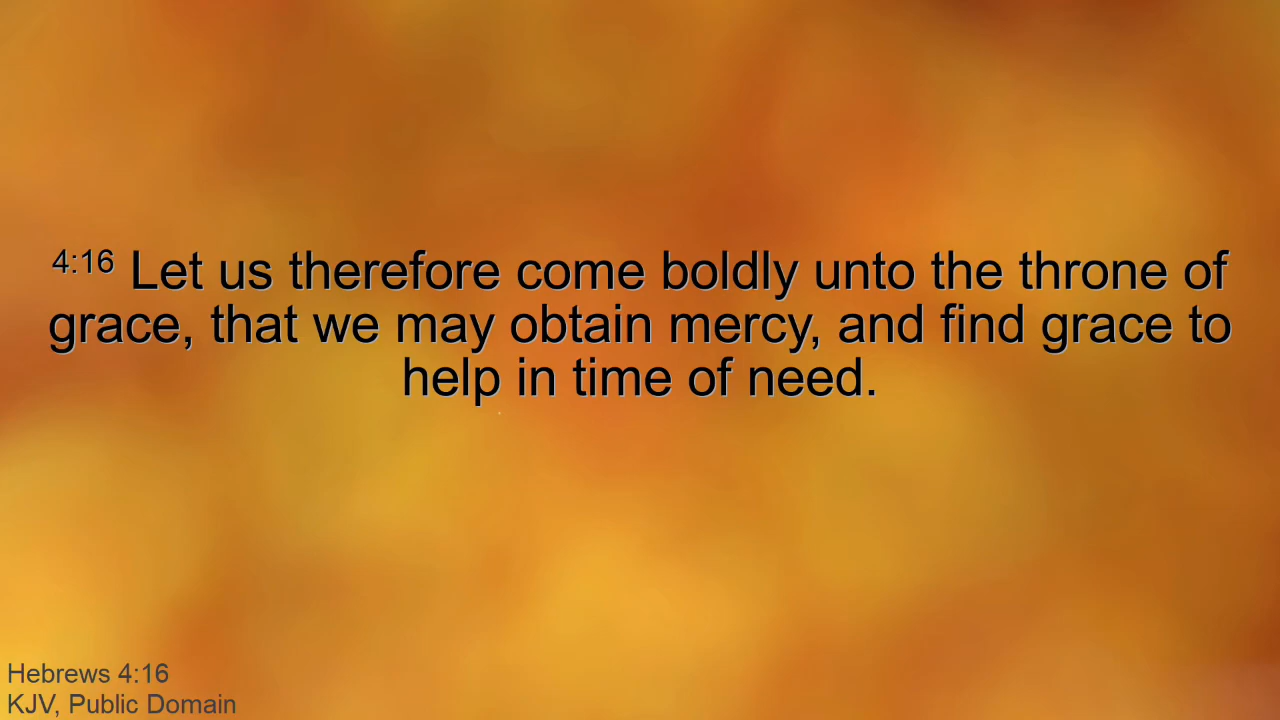 4:16 Let us therefore come boldly unto the throne of
grace, that we may obtain mercy, and find grace to
help in time of need.
Hebrews 4:16
KJV, Public Domain